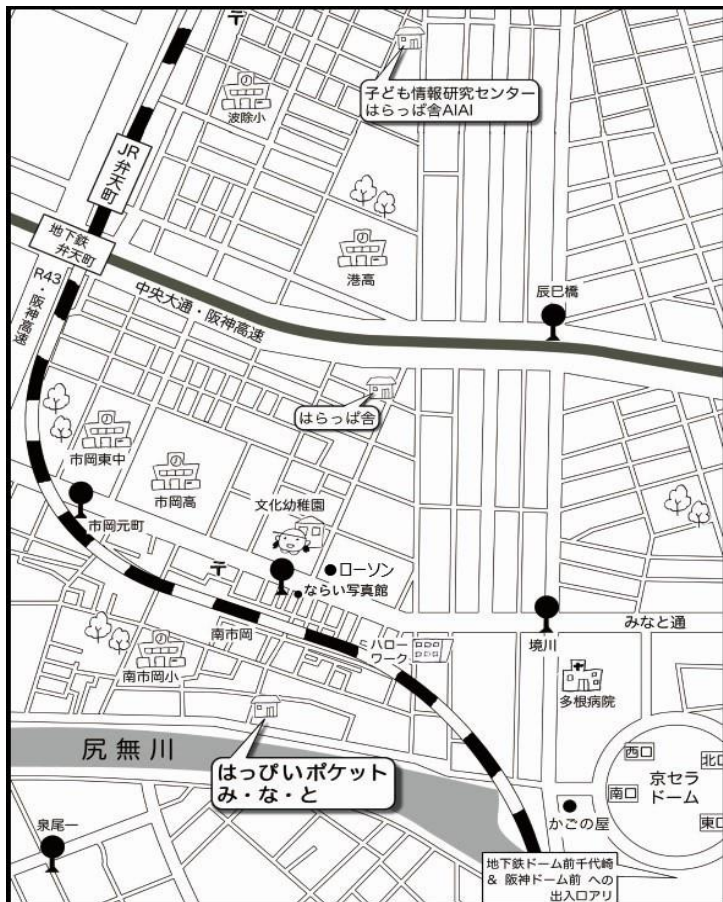 子ども情報研究センター
はらっぱ舎AIAI
波除小
JR
弁天町
地下鉄
弁天町
港高
辰巳橋
R43・阪神高速
中央大通・阪神高速
はらっぱ舎
市岡東中
市岡高
市岡元町
文化幼稚園
ローソン
ならい写真館
みなと通
南市岡
ハロー
ワーク
境川
南市岡小
多根病院
尻無川
はっぴいポケット
み・な・と
西口
北口
京セラ
ドーム
南口
東口
かごの屋
泉尾一
地下鉄ドーム前千代崎
& 阪神ドーム前 への
出入口アリ